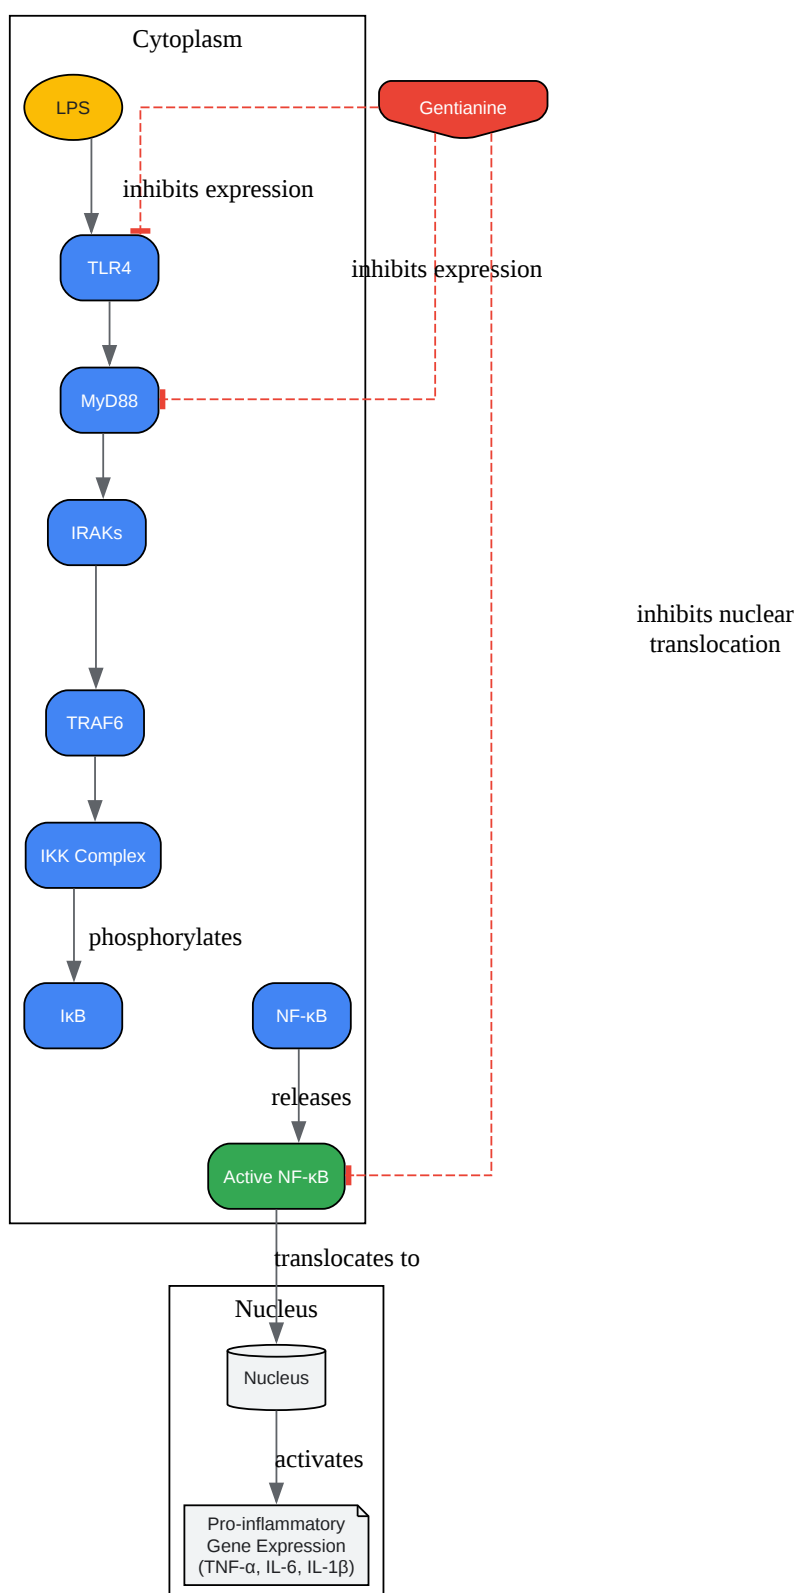 Cytoplasm
LPS
Gentianine
inhibits expression
TLR4
inhibits expression
MyD88
IRAKs
inhibits nuclear
translocation
TRAF6
IKK Complex
phosphorylates
IκB
NF-κB
releases
Active NF-κB
translocates to
Nucleus
Nucleus
activates
Pro-inflammatory
Gene Expression
(TNF-α, IL-6, IL-1β)